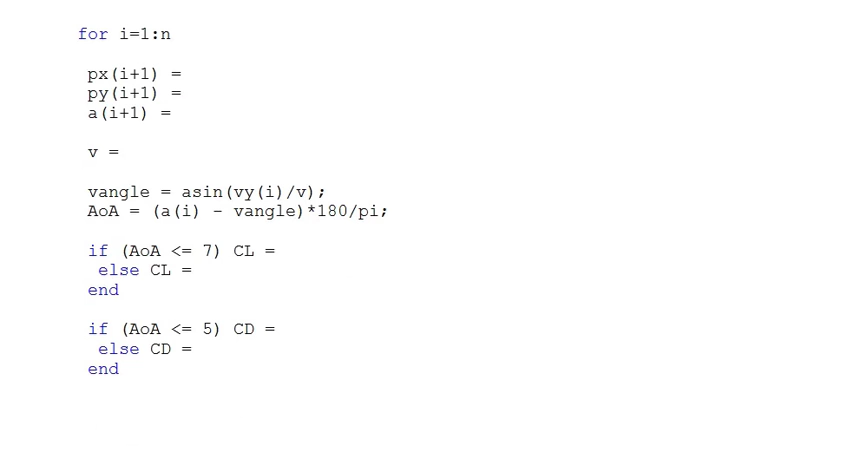 for i=1:n
px(i+1) =
py(i+1) =
a(i+1) =
v =
vangle = asin(vy(i)/v);
AoA = (a(i) - vangle)*180/pi;
if (AoA <= 7) CL =
else CL =
end
if (AoA <= 5) CD =
else CD =
end